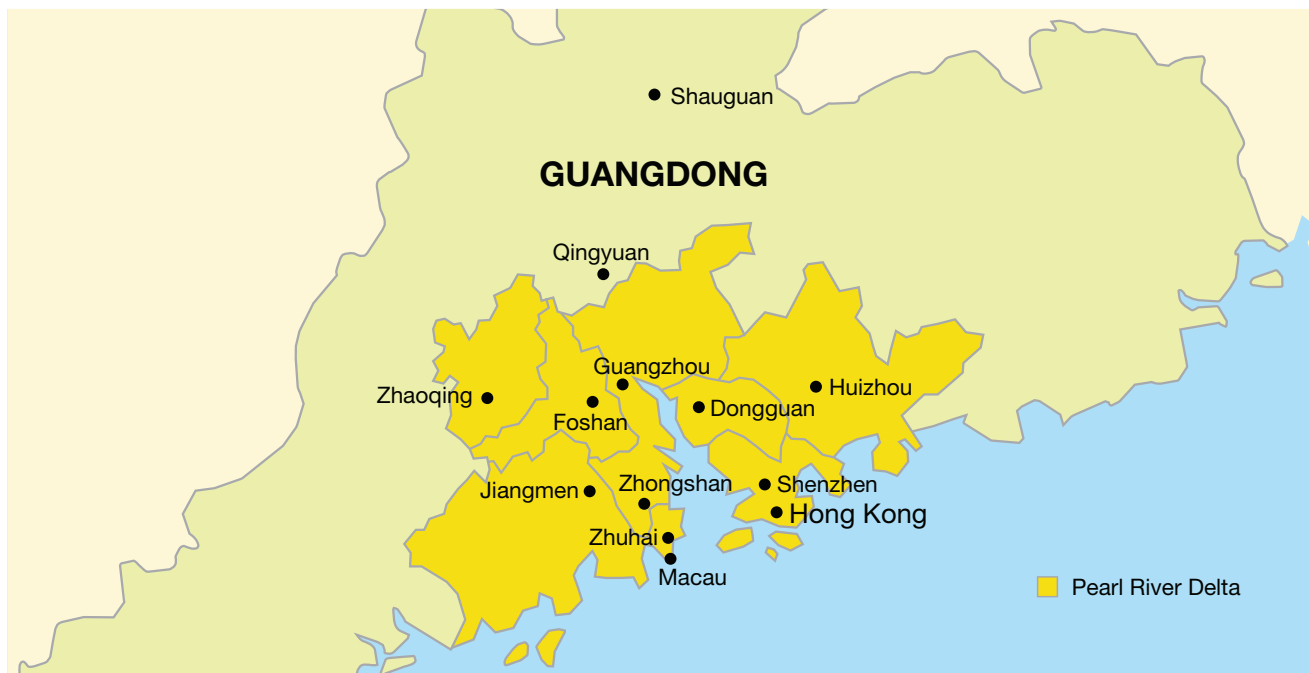 Shauguan
GUANGDONG
Qingyuan
Guangzhou
Huizhou
Zhaoqing
Dongguan
Foshan
Zhongshan
Shenzhen
Jiangmen
Hong Kong
Zhuhai
Macau
Pearl River Delta